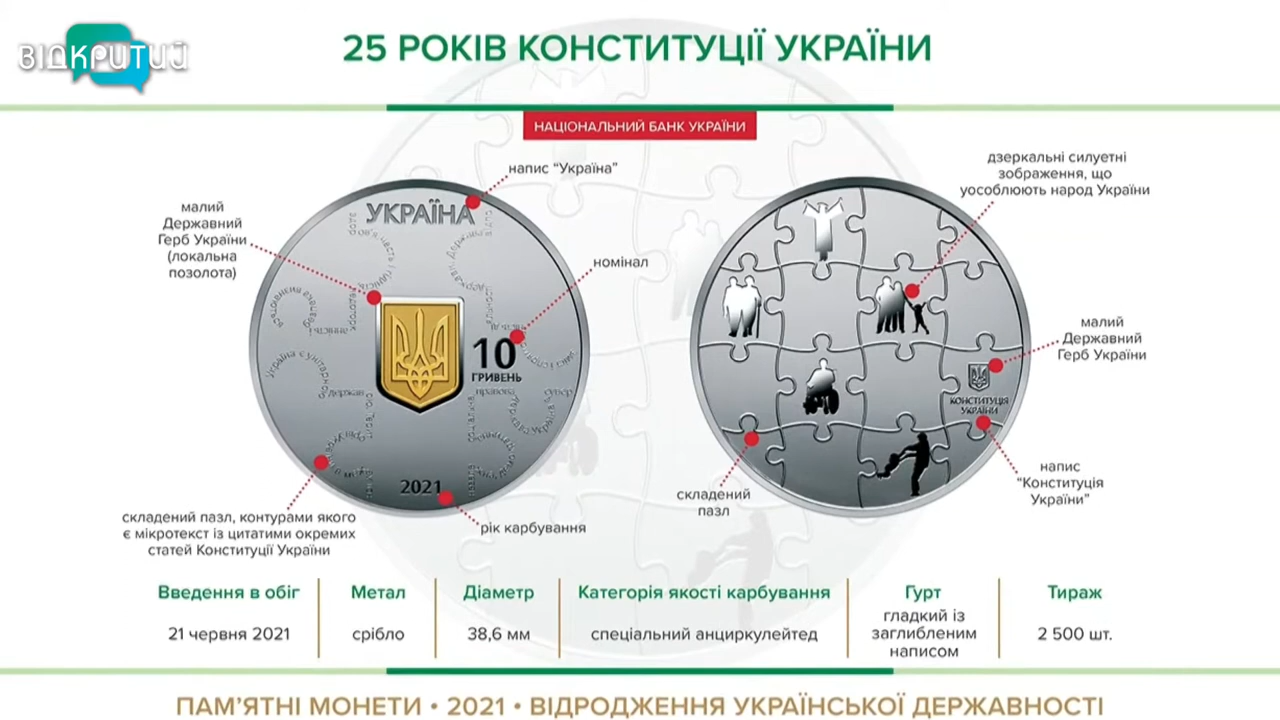 ВІДКРИТИЙ
25 РОКІВ КОНСТИТУЦІЇ УКРАЇНИ
НАЦІОНАЛЬНИЙ БАНК УКРАЇНИ
напис “Україна”
дзеркальні силуетні
зображення, що
уособлюють народ України
малий
Державний
Герб України
(локальна
позолота)
УКРАЇНА
номінал
10
ГРИВЕНЬ
2021
малий
Державний
Герб України
КОНСТИТУЦІЯ
УКРАЇНИ
складений
пазл
напис
“Конституція
України”
складений пазл, контурами якого
є мікротекст із цитатами окремих
статей Конституції України
рік карбування
Введення в обіг
21 червня 2021
Метал
срібло
Діаметр
38,6 мм
Категорія якості карбування
спеціальний анциркулейтед
Гурт
гладкий із
заглибленим
написом
Тираж
2 500 шт.
ПАМ’ЯТНІ МОНЕТИ • 2021 • ВІДРОДЖЕННЯ УКРАЇНСЬКОЇ ДЕРЖАВНОСТІ